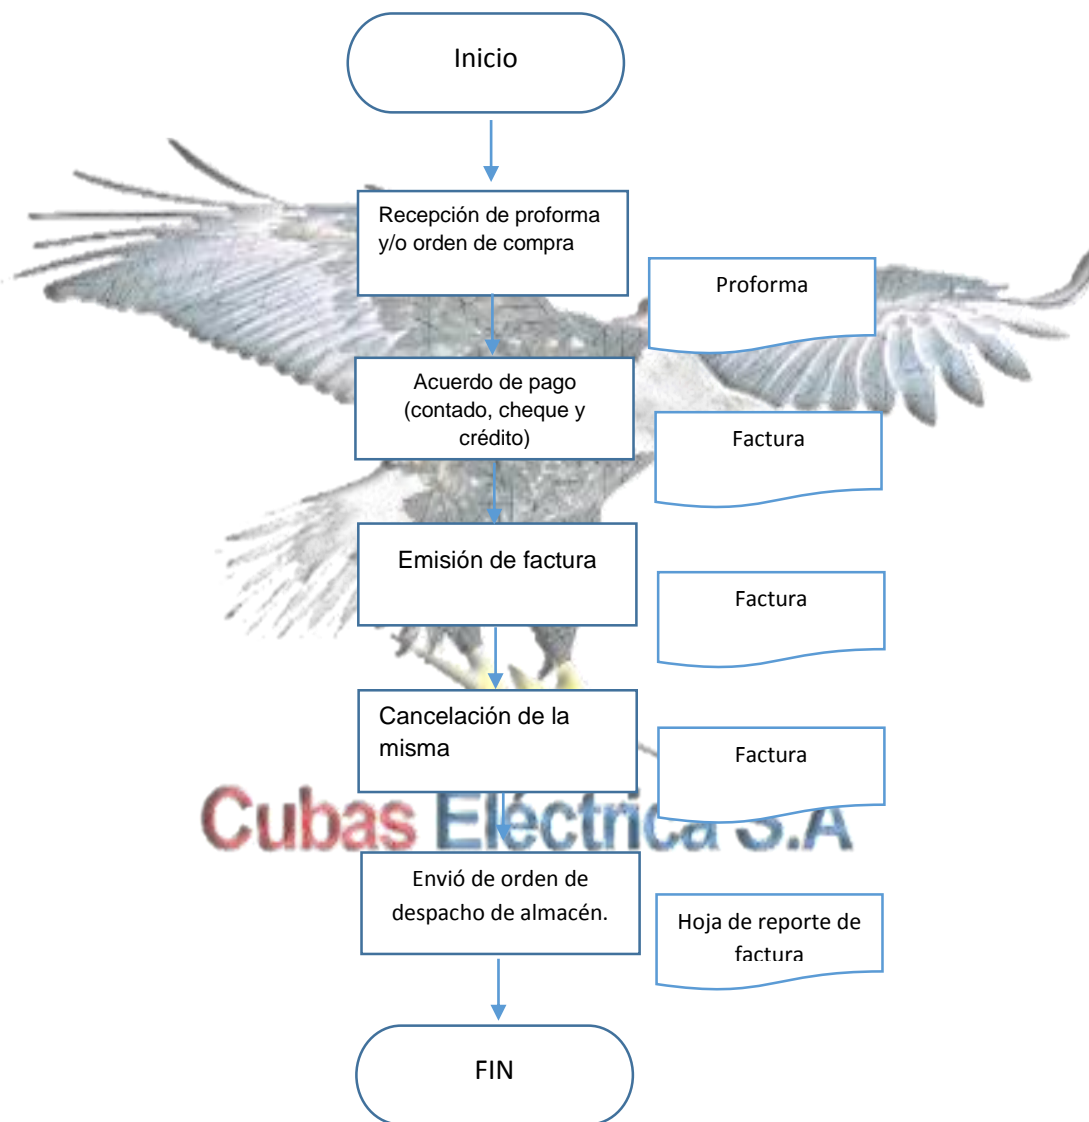 Inicio
Recepción de proforma
y/o orden de compra
Proforma
Acuerdo de pago
(contado, cheque y
crédito)
Factura
Emisión de factura
Factura
Cancelación de la
misma
Factura
Cubas Eléctrica S.A
Envió de orden de
despacho de almacén.
Hoja de reporte de
factura
FIN